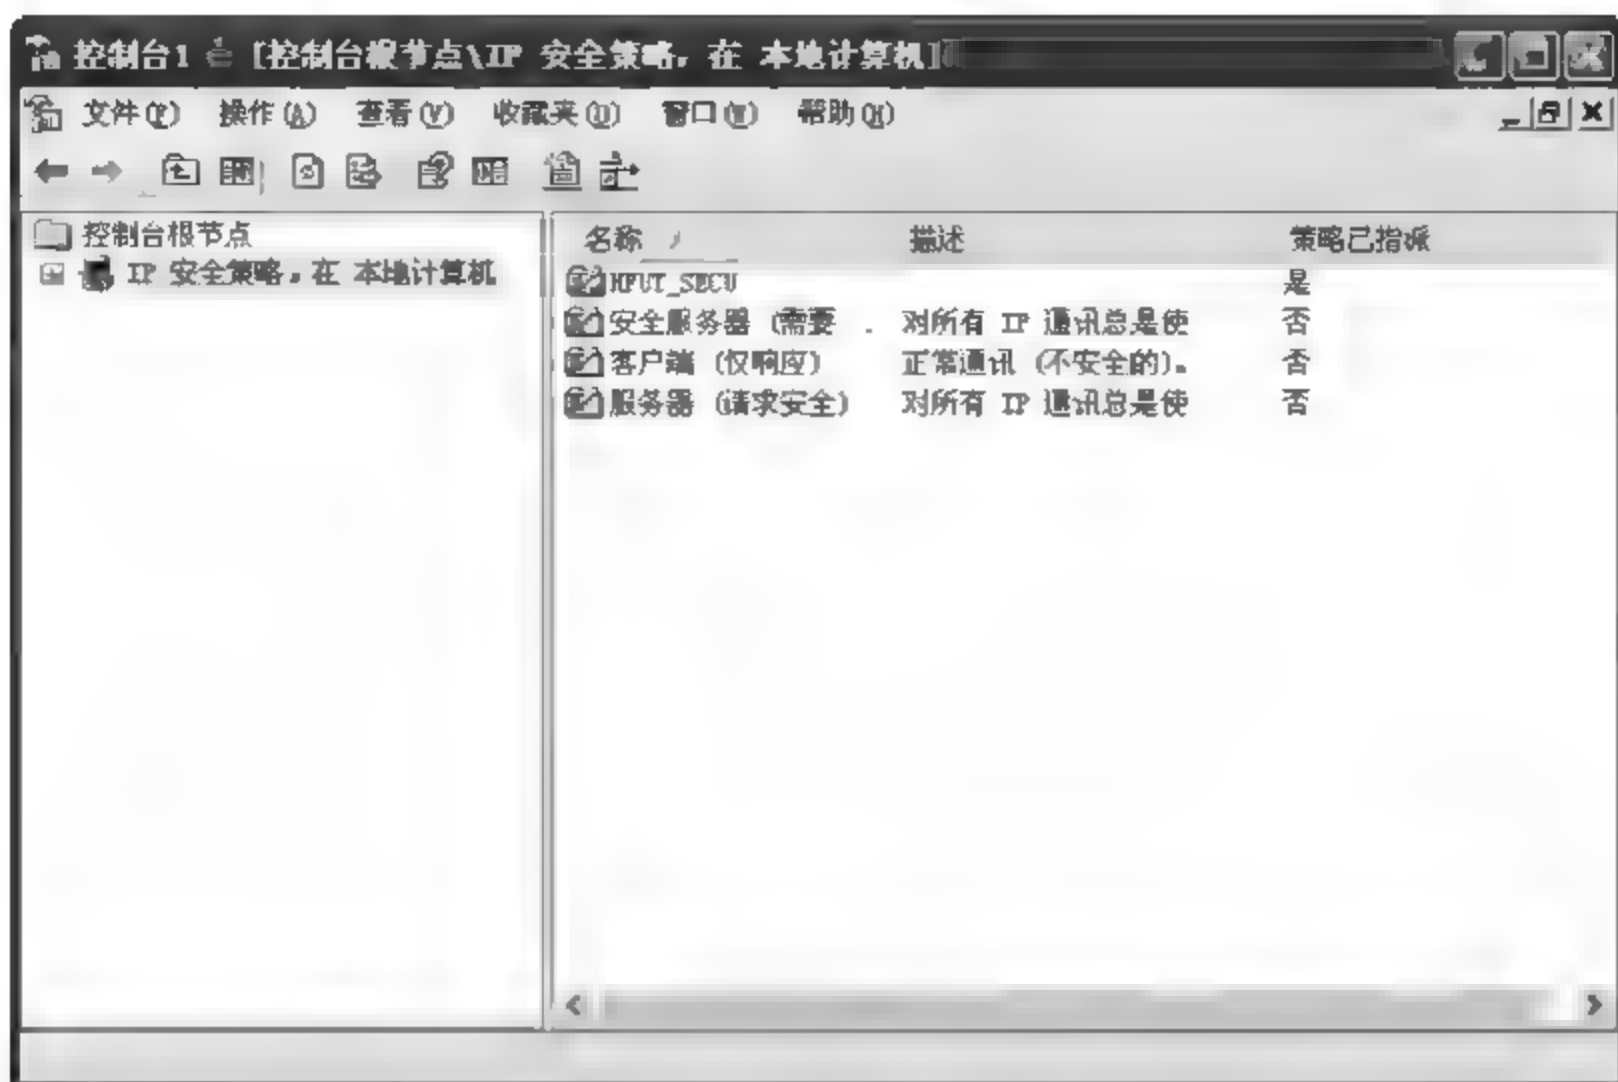 控制台1 [控制台根节点\IP 安全策略，在 本地计算机]
文件(F) 操作(A) 查看(V) 收藏夹(O) 窗口(W) 帮助(H)
控制台根节点
IP 安全策略，在 本地计算机
名称 描述 策略已指派
HFUT_SECU 是
安全服务器 (需要 . 对所有 IP 通讯总是使 否
客户端 (仅响应) 正常通讯 (不安全的)。 否
服务器 (请求安全) 对所有 IP 通讯总是使 否